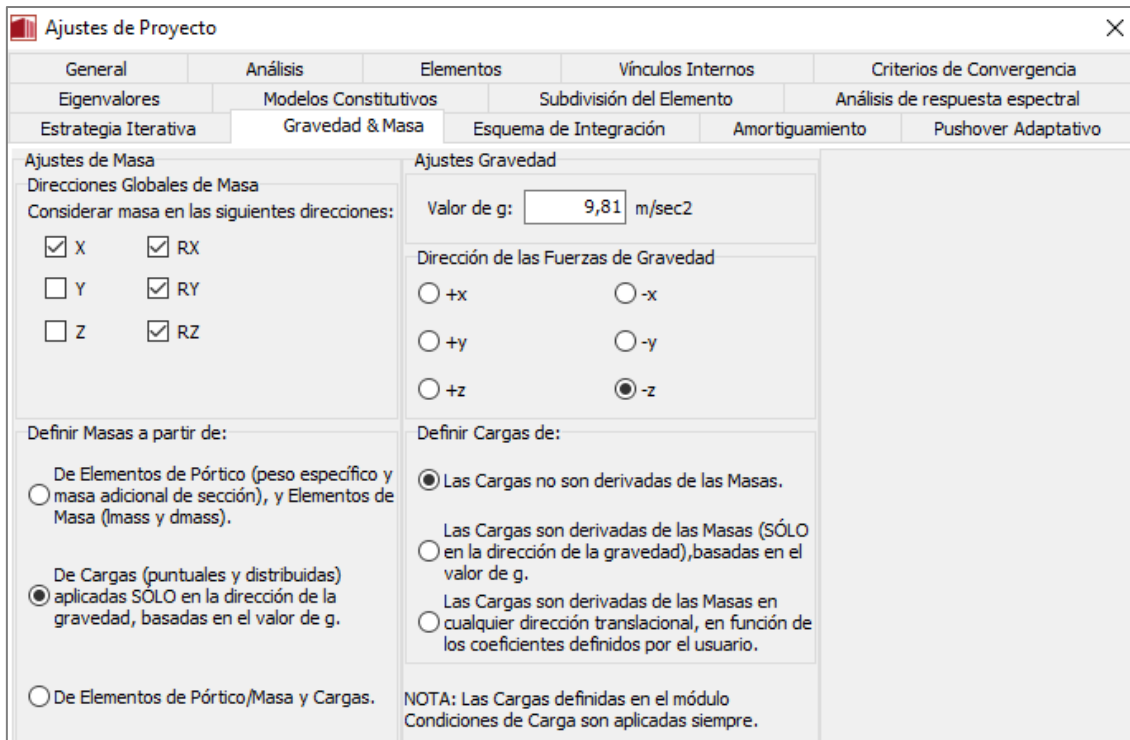 Ajustes de Proyecto
General
Análisis
Elementos
Vínculos Internos
Criterios de Convergencia
Eigenvalores
Modelos Constitutivos
Subdivisión del Elemento
Análisis de respuesta espectral
Estrategia Iterativa
Gravedad & Masa
Esquema de Integración
Amortiguamiento
Pushover Adaptativo
Ajustes de Masa
Direcciones Globales de Masa
Considerar masa en las siguientes direcciones:
X
RX
Y
RY
Z
RZ
Definir Masas a partir de:
De Elementos de Pórtico (peso específico y
masa adicional de sección), y Elementos de
Masa (lmass y dmass).
De Cargas (puntuales y distribuidas)
aplicadas SÓLO en la dirección de la
gravedad, basadas en el valor de g.
De Elementos de Pórtico/Masa y Cargas.
Ajustes Gravedad
Valor de g: 9,81 m/sec2
Dirección de las Fuerzas de Gravedad
+x
-x
+y
-y
+z
-z
Definir Cargas de:
Las Cargas no son derivadas de las Masas.
Las Cargas son derivadas de las Masas (SÓLO
en la dirección de la gravedad),basadas en el
valor de g.
Las Cargas son derivadas de las Masas en
cualquier dirección translacional, en función de
los coeficientes definidos por el usuario.
NOTA: Las Cargas definidas en el módulo
Condiciones de Carga son aplicadas siempre.